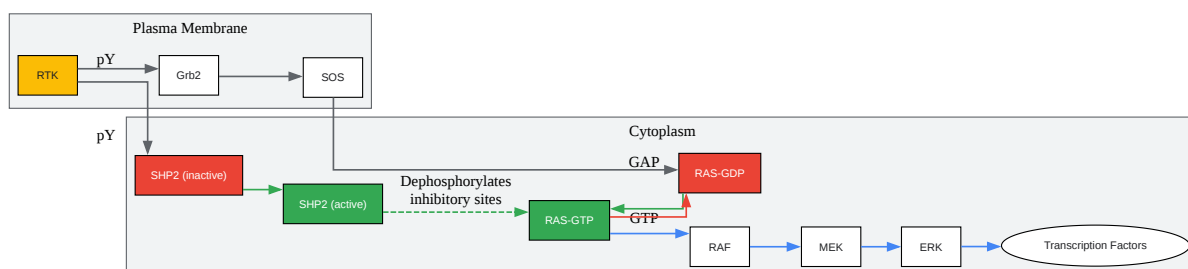 Plasma Membrane
RTK
pY
Grb2
SOS
pY
Cytoplasm
SHP2 (inactive)
SHP2 (active)
Dephosphorylates
inhibitory sites
GAP
RAS-GDP
RAS-GTP
GTP
RAF
MEK
ERK
Transcription Factors